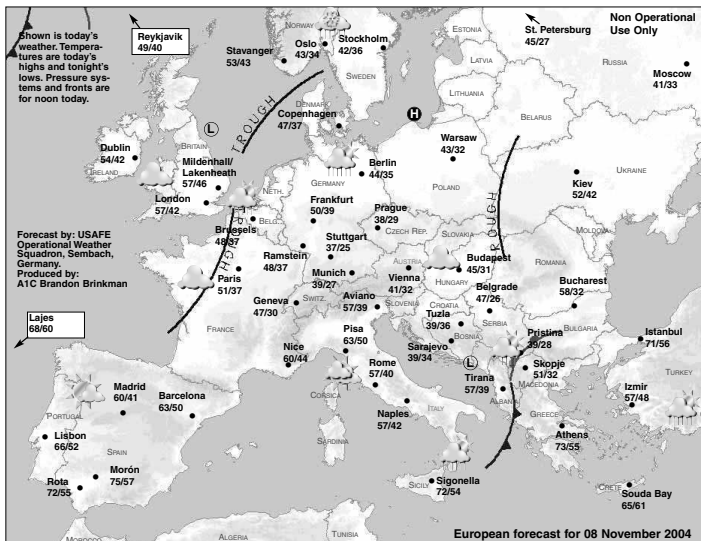 Shown is today's
weather. Tempera-
tures are today's
highs and tonight's
lows. Pressure sys-
tems and fronts are
for noon today.
Reykjavik
49/40
NORWAY
Oslo
43/34
Stockholm
42/36
Stavanger
53/43
SWEDEN
ESTONIA
St. Petersburg
45/27
Non Operational
Use Only
LATVIA
RUSSIA
Moscow
41/33
LITHUANIA
BELARUS
DENMARK
Copenhagen
47/37
TROUGH
L
H
Dublin
54/42
IRELAND
BRITAIN
Mildenhall/
Lakenheath
57/46
London
57/42
NETH.
Berlin
44/35
GERMANY
Warsaw
43/32
POLAND
TROUGH
UKRAINE
Kiev
52/42
Brussels
48/37
BELG.
TROUGH
Frankfurt
50/39
Prague
38/29
CZECH REP.
SLOVAKIA
MOLDOVA
Forecast by: USAFE
Operational Weather
Squadron, Sembach,
Germany.
Produced by:
A1C Brandon Brinkman
Ramstein
48/37
Stuttgart
37/25
Munich
39/27
AUSTRIA
Vienna
41/32
Budapest
45/31
HUNGARY
ROMANIA
Paris
51/37
FRANCE
Geneva
47/30
SWITZ.
Aviano
57/39
SLOVENIA
CROATIA
Belgrade
47/26
Bucharest
58/32
Lajes
68/60
Tuzla
39/36
BOSNIA
SERBIA
BULGARIA
Pisa
63/50
Sarajevo
39/34
Pristina
39/28
Istanbul
71/56
Nice
60/44
L
Skopje
51/32
MACEDONIA
TURKEY
Rome
57/40
Tirana
57/39
ALBANIA
Izmir
57/48
CORSICA
ITALY
Naples
57/42
GREECE
Athens
73/55
Madrid
60/41
Barcelona
63/50
PORTUGAL
SPAIN
Lisbon
66/52
SARDINIA
Rota
72/55
Morón
75/57
SICILY
Sigonella
72/54
CRETE
Souda Bay
65/61
MOROCCO
ALGERIA
TUNISIA
European forecast for 08 November 2004